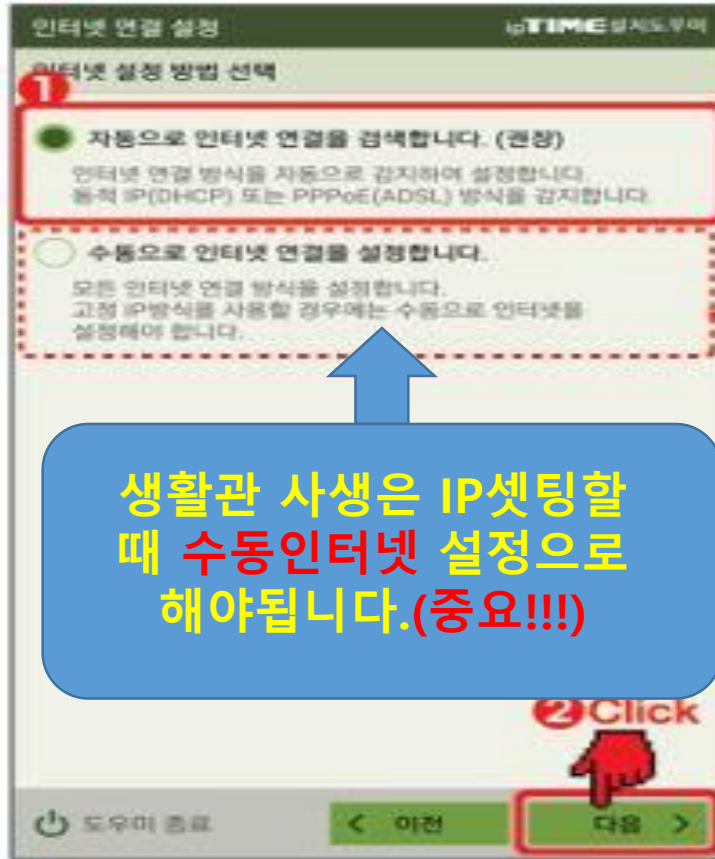 인터넷 연결 설정
ipTIME설치도우미
인터넷 설정 방법 선택
1
자동으로 인터넷 연결을 검색합니다. (권장)
인터넷 연결 방식을 자동으로 감지하여 설정합니다.
동적 IP(DHCP) 또는 PPPoE(ADSL) 방식을 감지합니다.
수동으로 인터넷 연결을 설정합니다.
모든 인터넷 연결 방식을 설정합니다.
고정 IP방식을 사용할 경우에는 수동으로 인터넷을
설정해야 합니다.
생활관 사생은 IP셋팅할
때 수동인터넷 설정으로
해야됩니다.(중요!!!)
2Click
도우미 종료
< 이전
다음 >